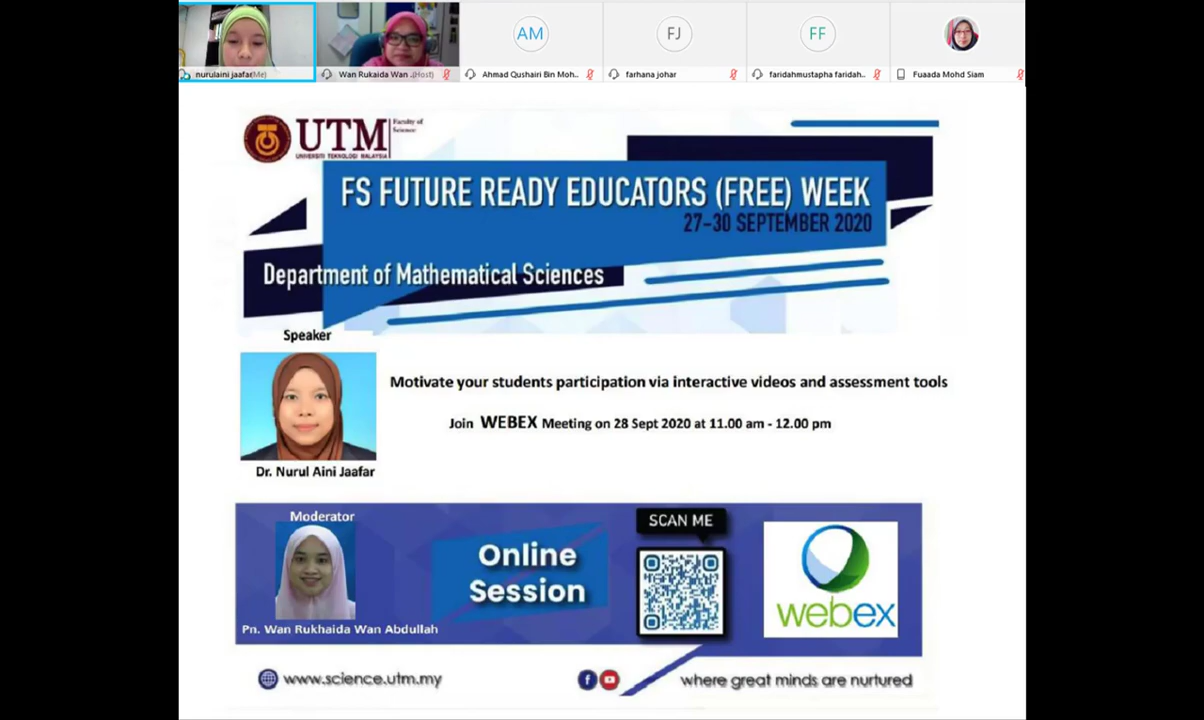 AM
FJ
FF
nurulaini jaafar(Me)
Wan Rukaida Wan ..(Host)
Ahmad Qushairi Bin Moh..
farhana johar
faridahmustapha faridah..
Fuaada Mohd Siam
UTM
UNIVERSITI TEKNOLOGI MALAYSIA
Faculty of
Science
FS FUTURE READY EDUCATORS (FREE) WEEK
27-30 SEPTEMBER 2020
Department of Mathematical Sciences
Speaker
Motivate your students participation via interactive videos and assessment tools
Join WEBEX Meeting on 28 Sept 2020 at 11.00 am - 12.00 pm
Dr. Nurul Aini Jaafar
Moderator
Pn. Wan Rukhaida Wan Abdullah
Online
Session
SCAN ME
webex
www.science.utm.my
where great minds are nurtured